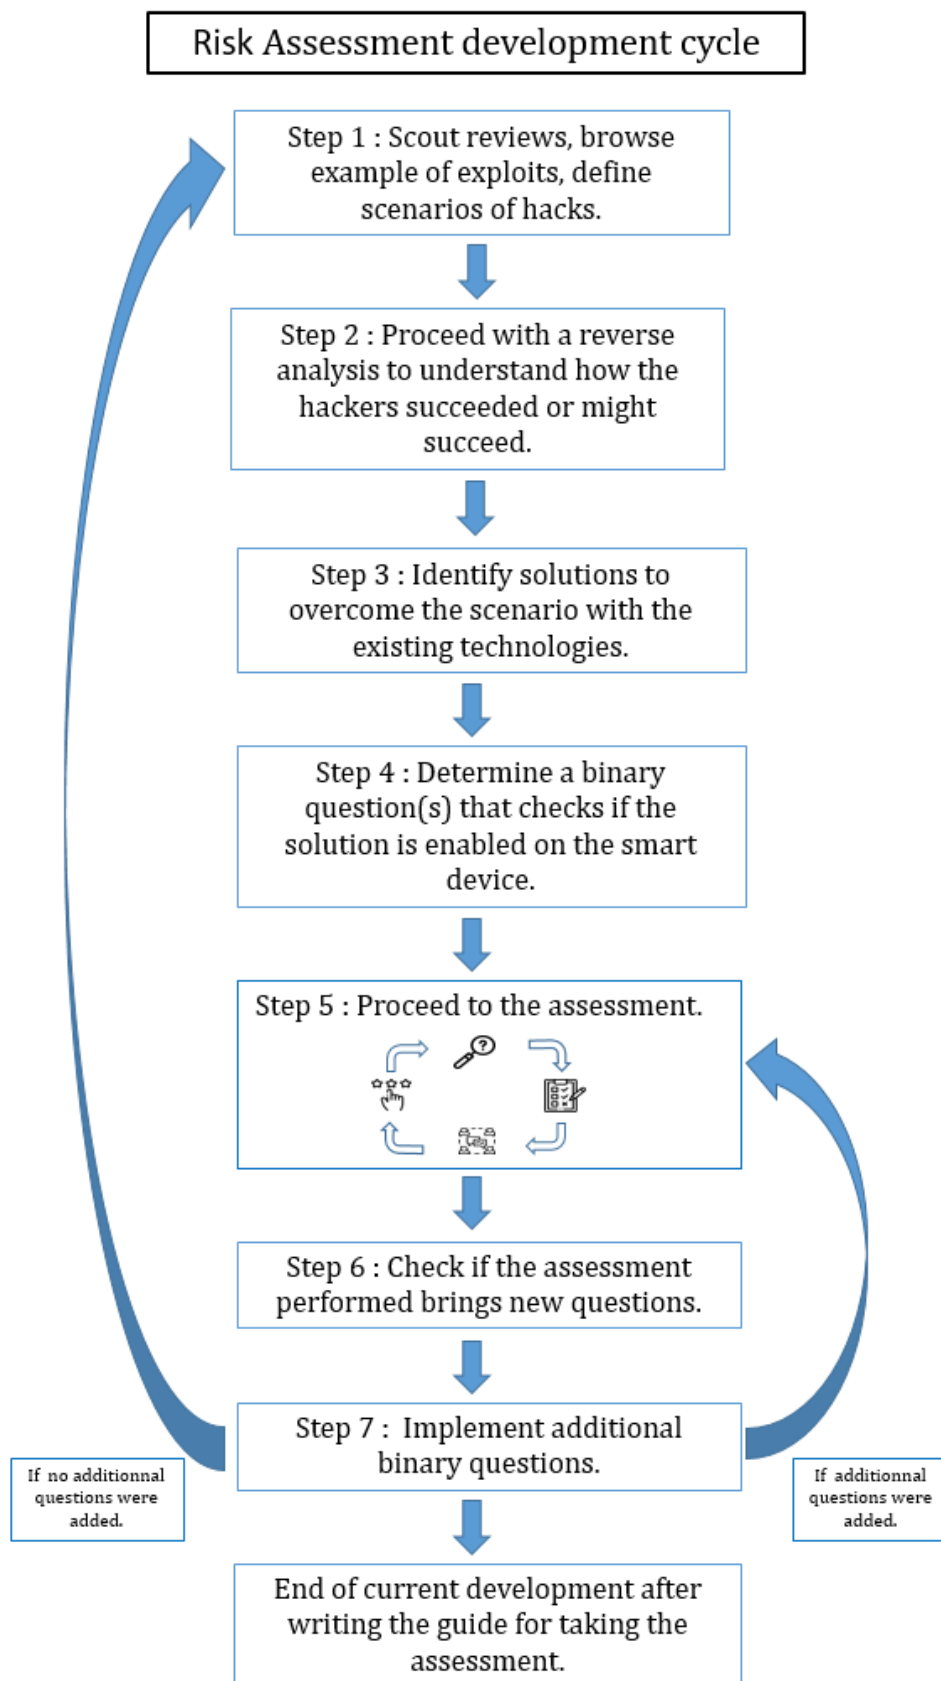 Risk Assessment development cycle
Step 1 : Scout reviews, browse
example of exploits, define
scenarios of hacks.
Step 2 : Proceed with a reverse
analysis to understand how the
hackers succeeded or might
succeed.
Step 3 : Identify solutions to
overcome the scenario with the
existing technologies.
Step 4 : Determine a binary
question(s) that checks if the
solution is enabled on the smart
device.
Step 5 : Proceed to the assessment.
?
Step 6 : Check if the assessment
performed brings new questions.
Step 7 : Implement additional
binary questions.
If no additionnal
questions were
added.
If additionnal
questions were
added.
End of current development after
writing the guide for taking the
assessment.